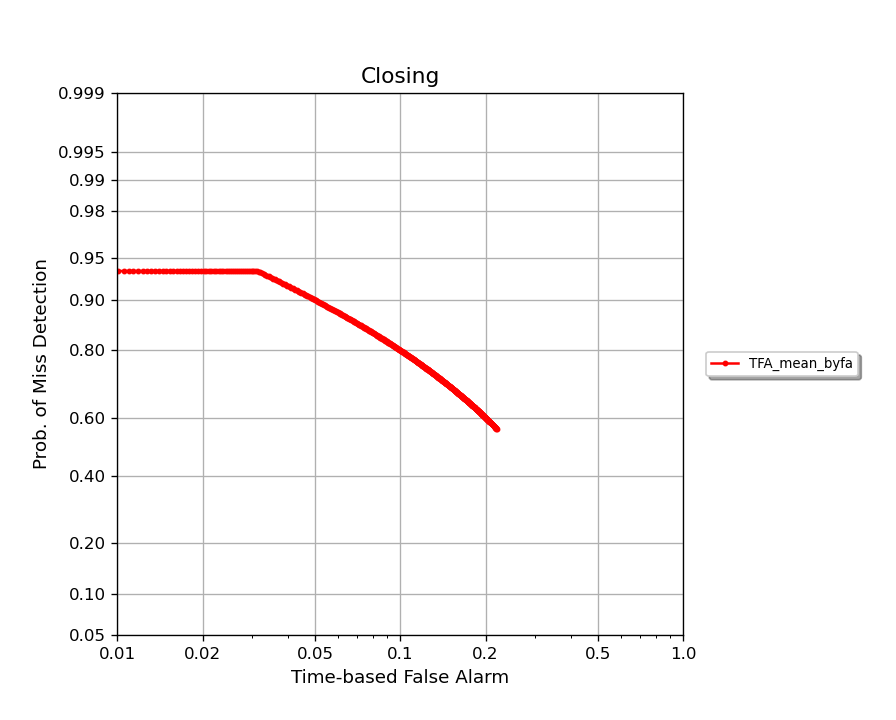 Closing
0.999
0.995
0.99
0.98
0.95
0.90
0.80
0.60
0.40
0.20
0.10
0.05
Prob. of Miss Detection
0.01 0.02 0.05 0.1 0.2 0.5 1.0
Time-based False Alarm
TFA_mean_byfa